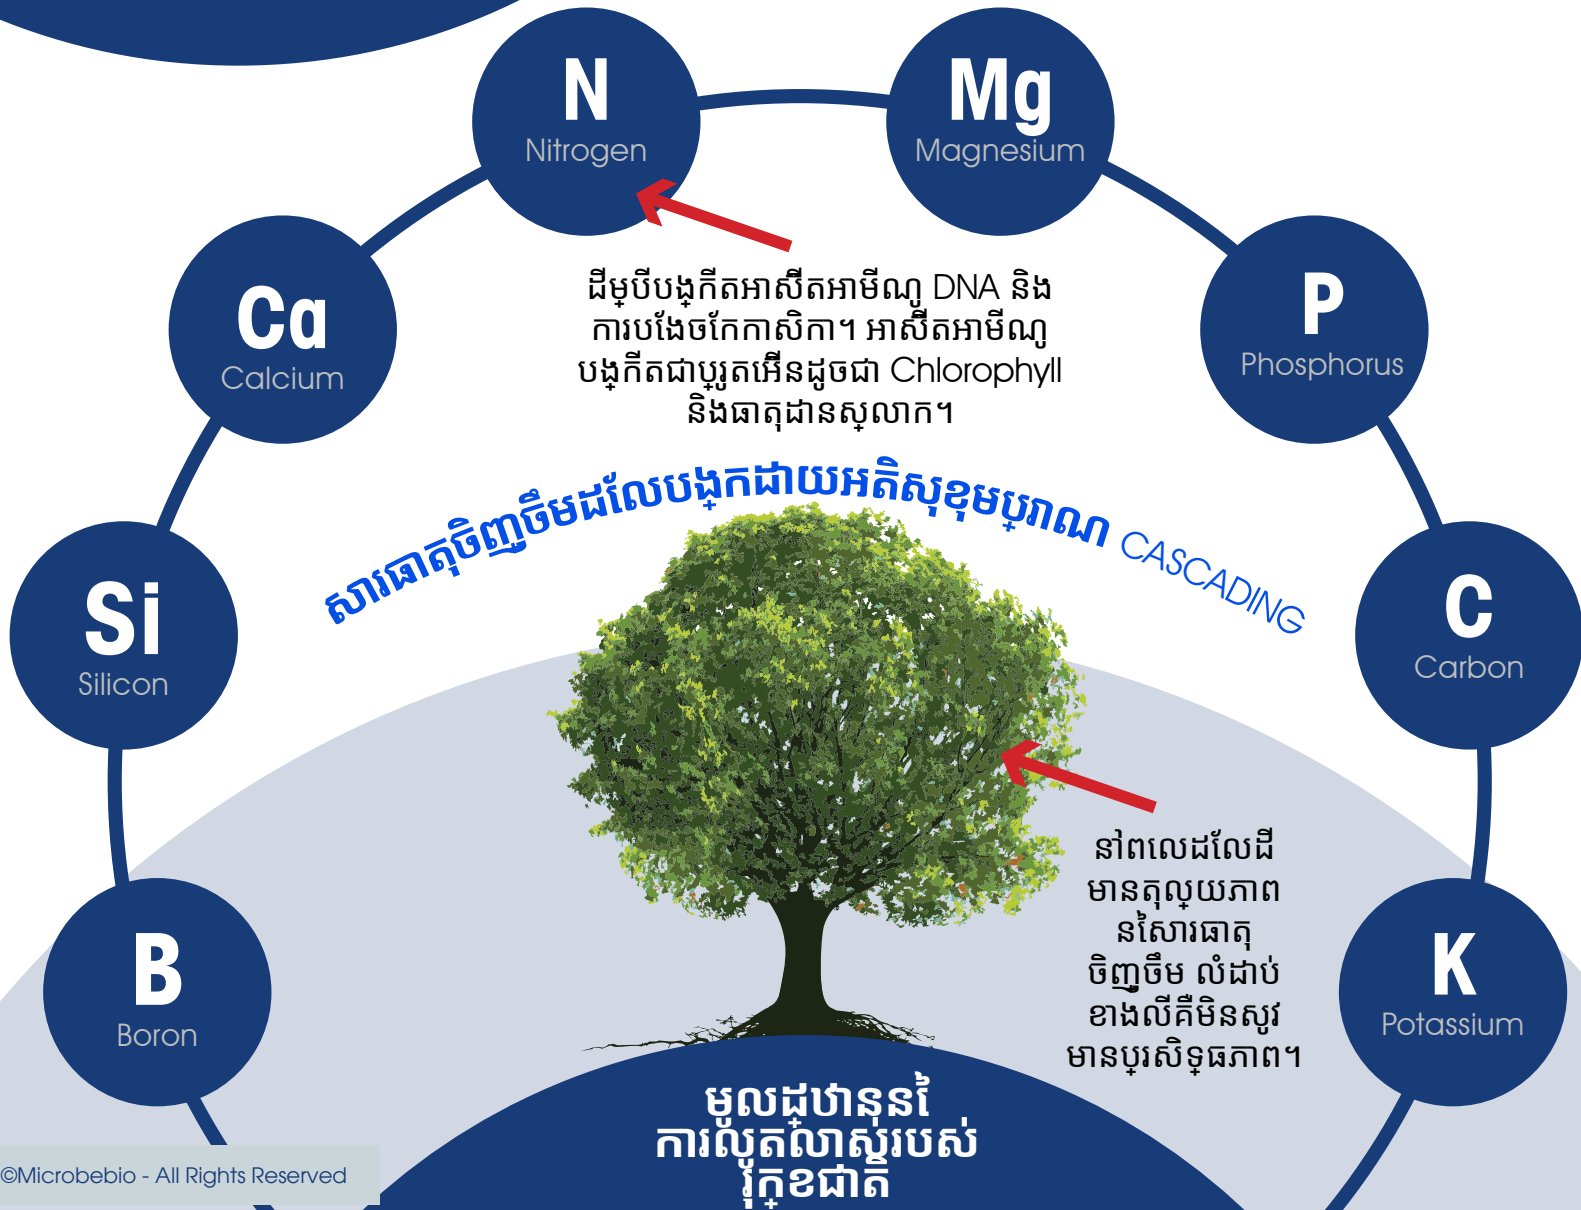 N
Nitrogen
Mg
Magnesium
Ca
Calcium
P
Phosphorus
ដើម្បីបង្កើតអាស៊ីតអាមីណូ DNA និង
ការបែងចែកកោសិកា។ អាស៊ីតអាមីណូ
បង្កើតជាប្រូតេអ៊ីនដូចជា Chlorophyll
និងធាតុដានស្លាក។
សារធាតុចិញ្ចឹមដែលបង្កដោយអតិសុខុមប្រាណ CASCADING
Si
Silicon
C
Carbon
នៅពេលដែលដី
មានតុល្យភាព
នៃសារធាតុ
ចិញ្ចឹម លំដាប់
ខាងលើគឺមិនសូវ
មានប្រសិទ្ធភាព។
B
Boron
K
Potassium
មូលដ្ឋាននៃ
ការលូតលាស់របស់
រុក្ខជាតិ
©Microbebio - All Rights Reserved